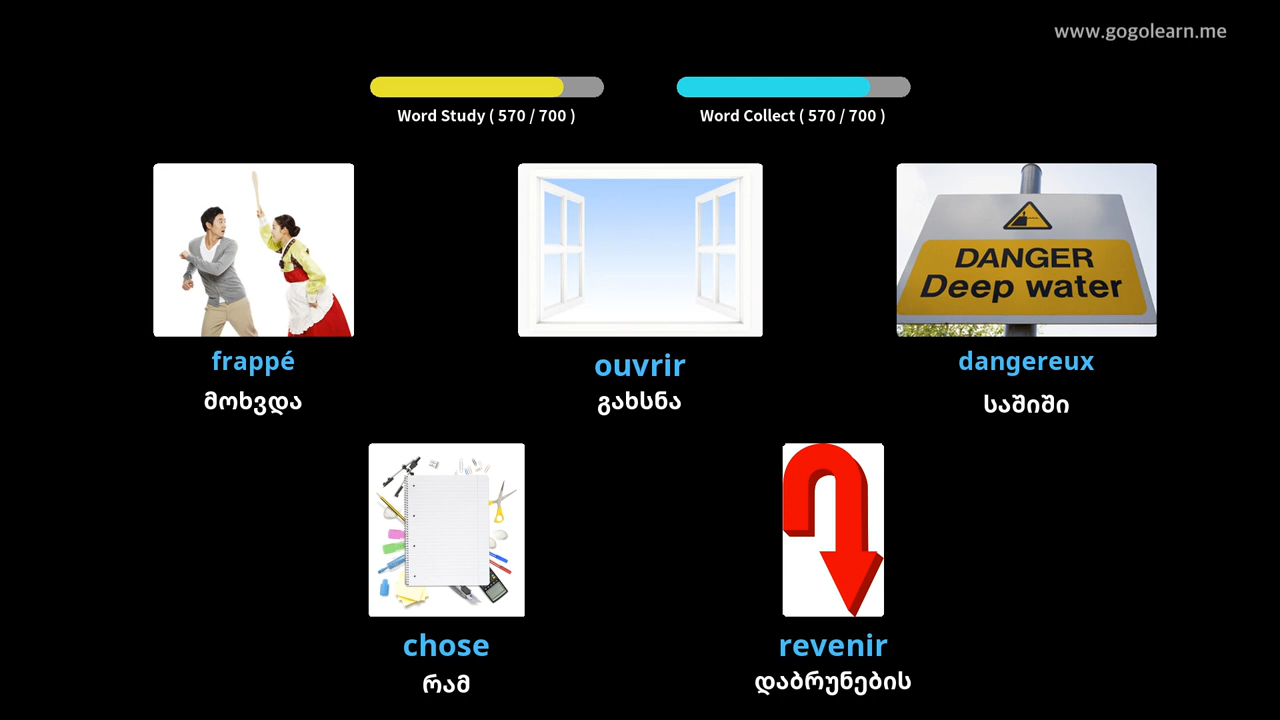 www.gogolearn.me
Word Study ( 570 / 700 )
Word Collect ( 570 / 700 )
DANGER
Deep water
frappé
ouvrir
dangereux
მოხვდა
გახსნა
საშიში
chose
revenir
რამ
დაბრუნების